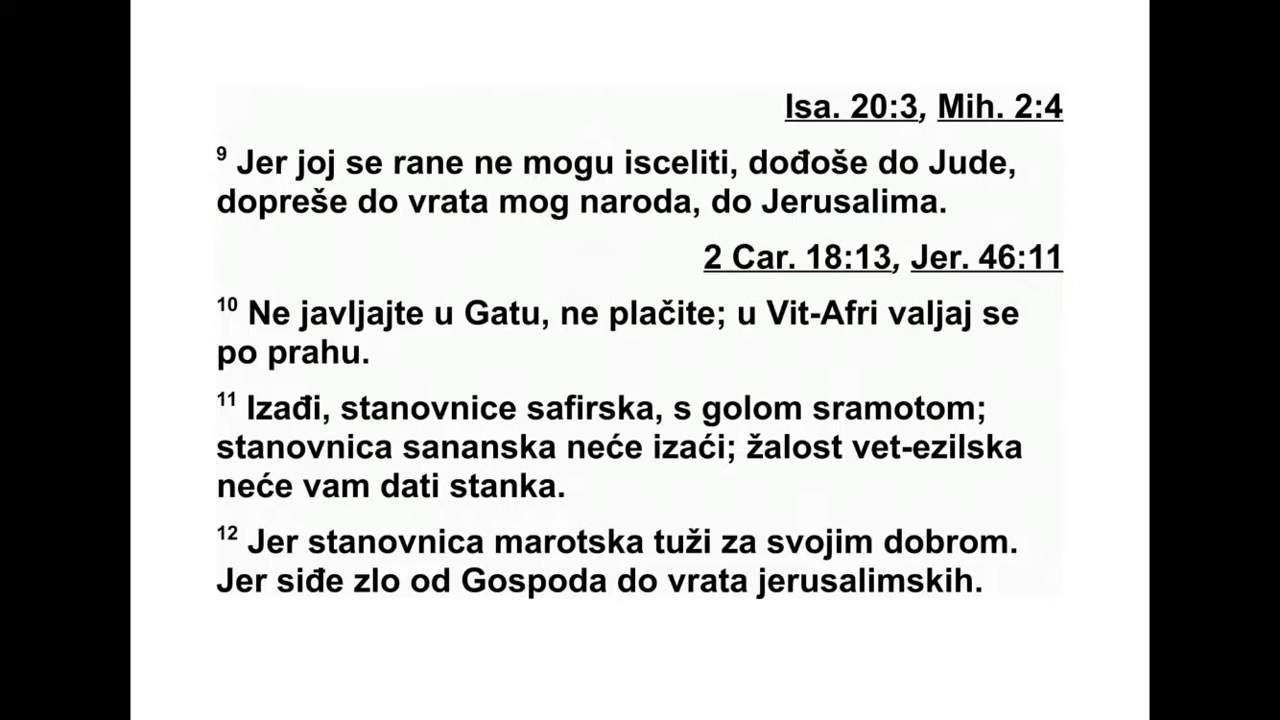 Isa. 20:3, Mih. 2:4
9 Jer joj se rane ne mogu isceliti, dođoše do Jude,
dopreše do vrata mog naroda, do Jerusalima.
2 Car. 18:13, Jer. 46:11
10 Ne javljajte u Gatu, ne plačite; u Vit-Afri valjaj se
po prahu.
11 Izađi, stanovnice safirska, s golom sramotom;
stanovnica sananska neće izaći; žalost vet-ezilska
neće vam dati stanka.
12 Jer stanovnica marotska tuži za svojim dobrom.
Jer siđe zlo od Gospoda do vrata jerusalimskih.